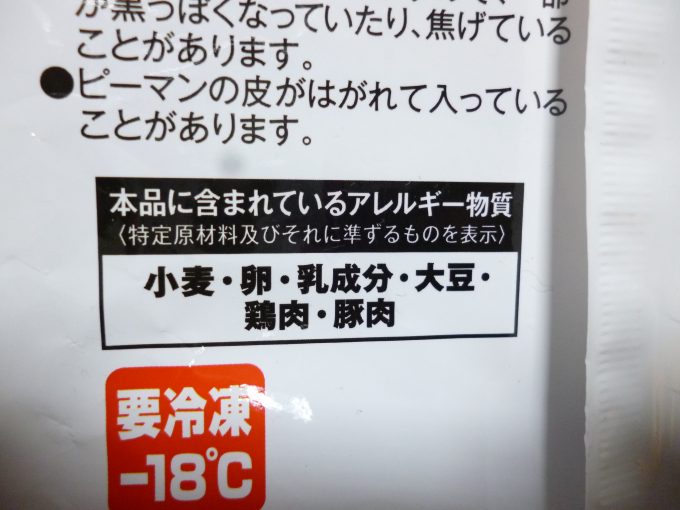 が黒っぽくなっていたり、焦げている
ことがあります。
●ピーマンの皮がはがれて入っている
ことがあります。
本品に含まれているアレルギー物質
〈特定原材料及びそれに準ずるものを表示〉
小麦・卵・乳成分・大豆・
鶏肉・豚肉
要冷凍
-18℃